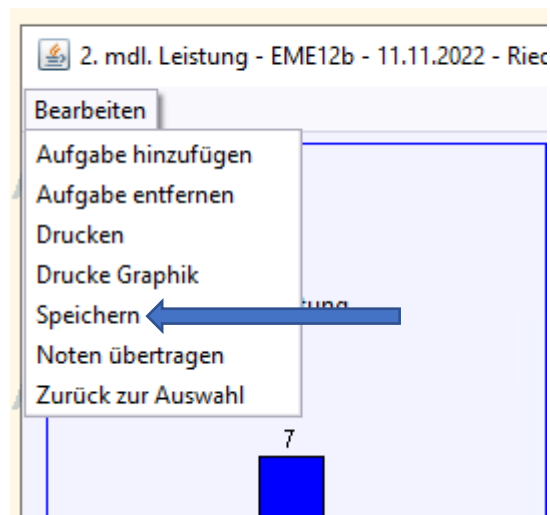 2. mdl. Leistung - EME12b - 11.11.2022 - Ried
Bearbeiten
Aufgabe hinzufügen
Aufgabe entfernen
Drucken
Drucke Graphik
Speichern
Noten übertragen
Zurück zur Auswahl
7